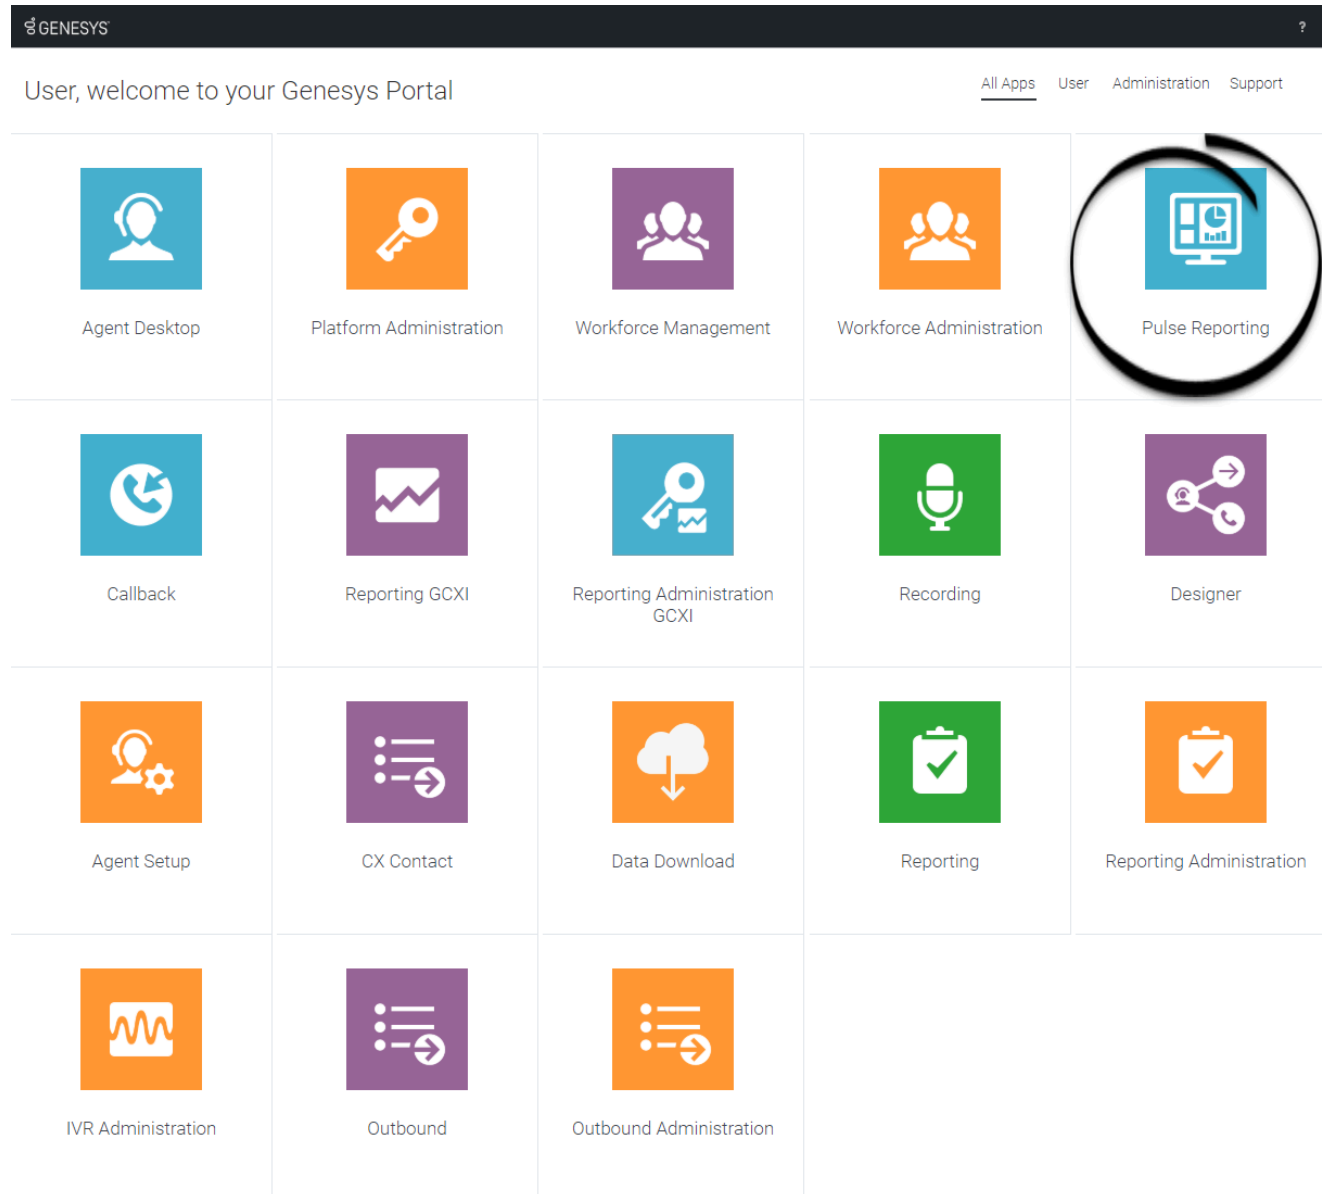 GENESYS
?
User, welcome to your Genesys Portal
All Apps User Administration Support
Agent Desktop
Platform Administration
Workforce Management
Workforce Administration
Pulse Reporting
Callback
Reporting GCXI
Reporting Administration
GCXI
Recording
Designer
Agent Setup
CX Contact
Data Download
Reporting
Reporting Administration
IVR Administration
Outbound
Outbound Administration